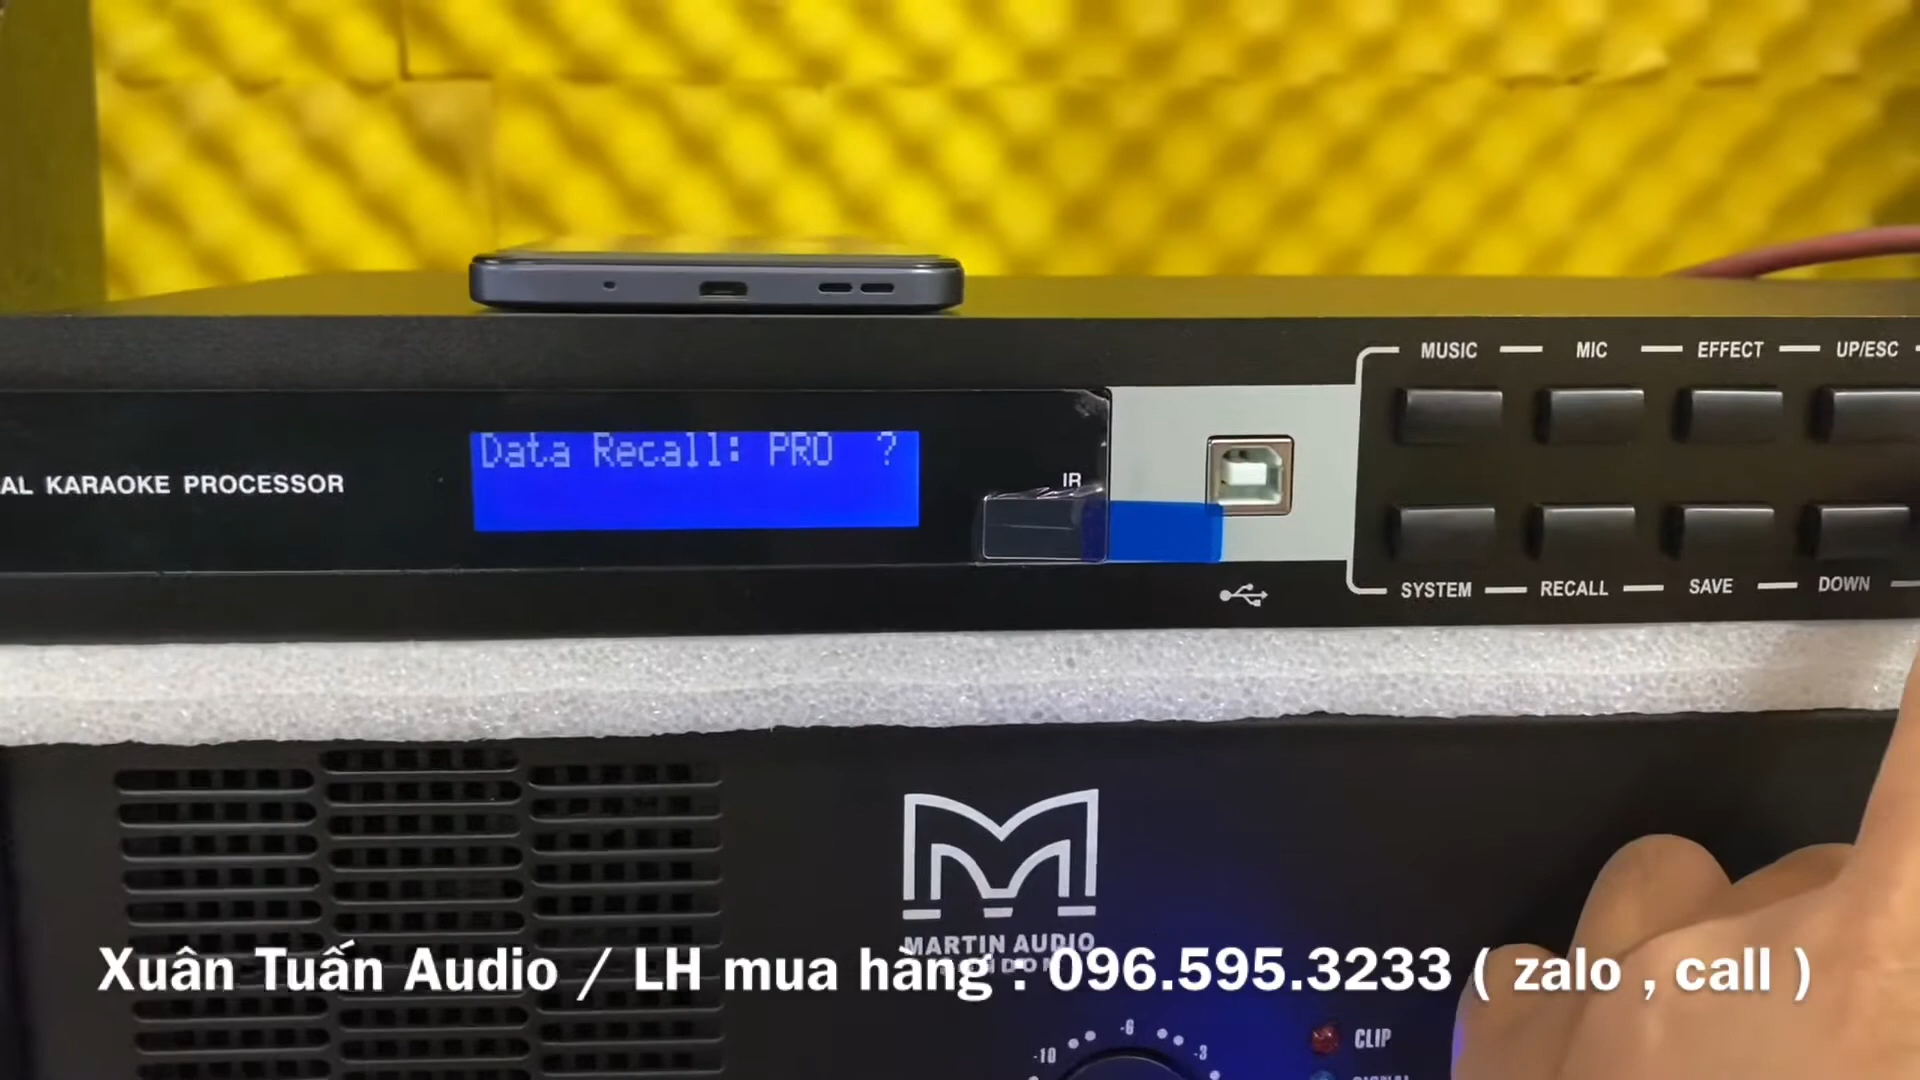 MUSIC MIC EFFECT UP/ESC
Data Recall: PRO ?
AL KARAOKE PROCESSOR
IR
SYSTEM RECALL SAVE DOWN
MARTIN AUDIO
Xuân Tuấn Audio / LH mua hàng : 096.595.3233 ( zalo , call )
-6
-10 -3
CLIP